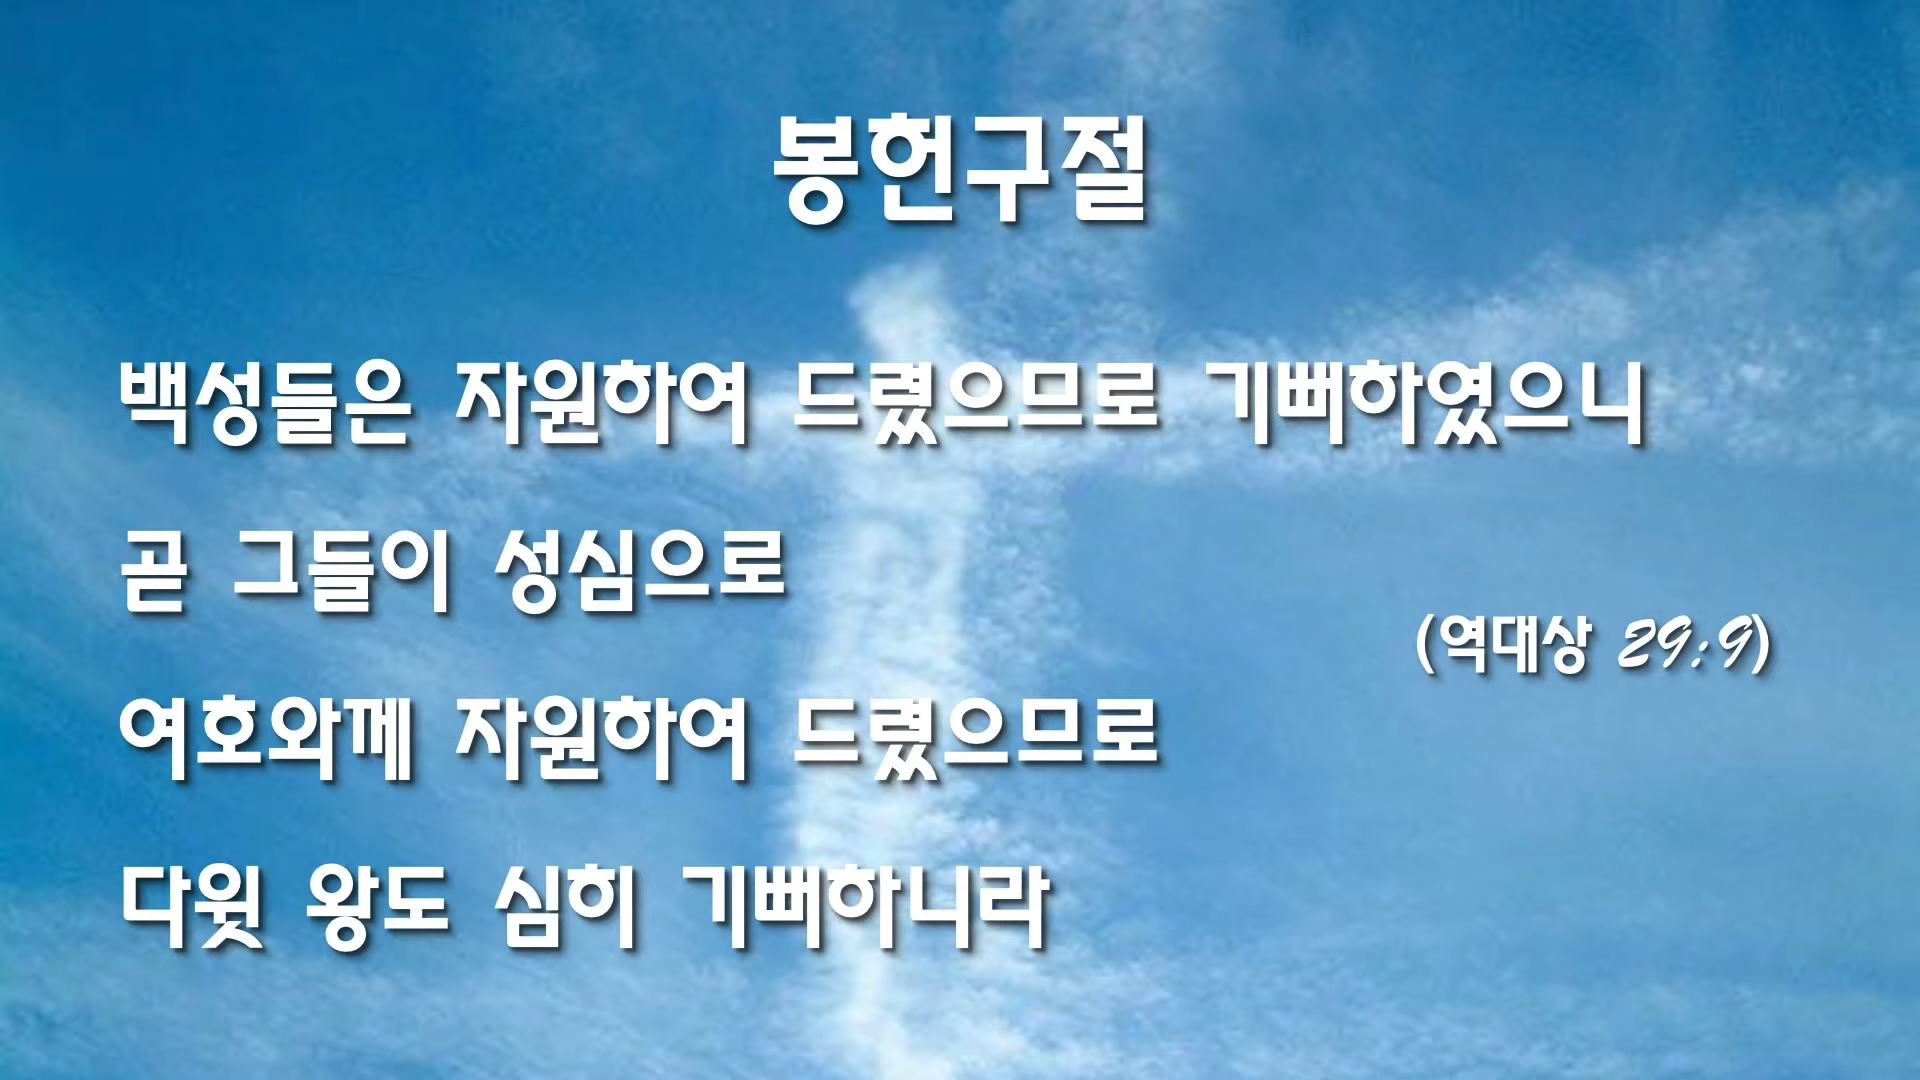 봉헌구절
백성들은 자원하여 드렸으므로 기뻐하였으니
곧 그들이 성심으로
(역대상 29:9)
여호와께 자원하여 드렸으므로
다윗 왕도 심히 기뻐하니라